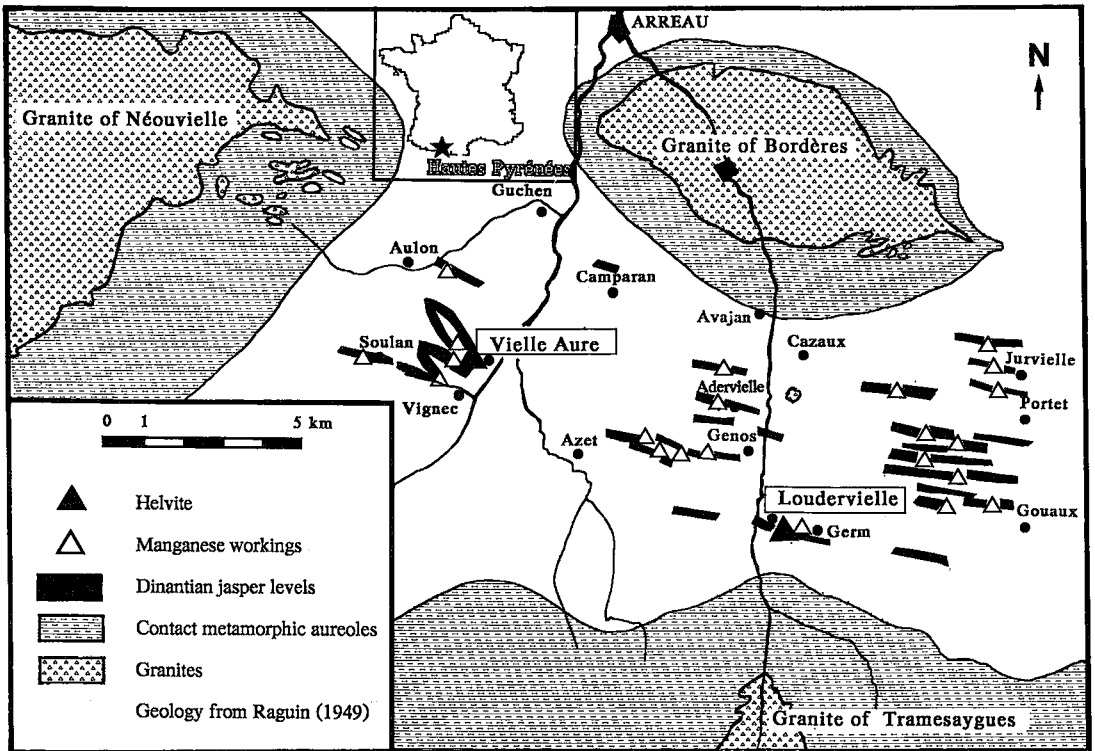 ARREAU
N
Granite of Néouvielle
Granite of Bordères
Hautes Pyrénées
Guchen
Aulon
Camparan
Avajan
Soulan
Vielle Aure
Cazaux
Jurvielle
Adervielle
Vignec
Portet
Azet
Genos
Loudervielle
Gouaux
Germ
0 1 5 km
Helvite
Manganese workings
Dinantian jasper levels
Contact metamorphic aureoles
Granites
Geology from Raguin (1949)
Granite of Tramesaygues